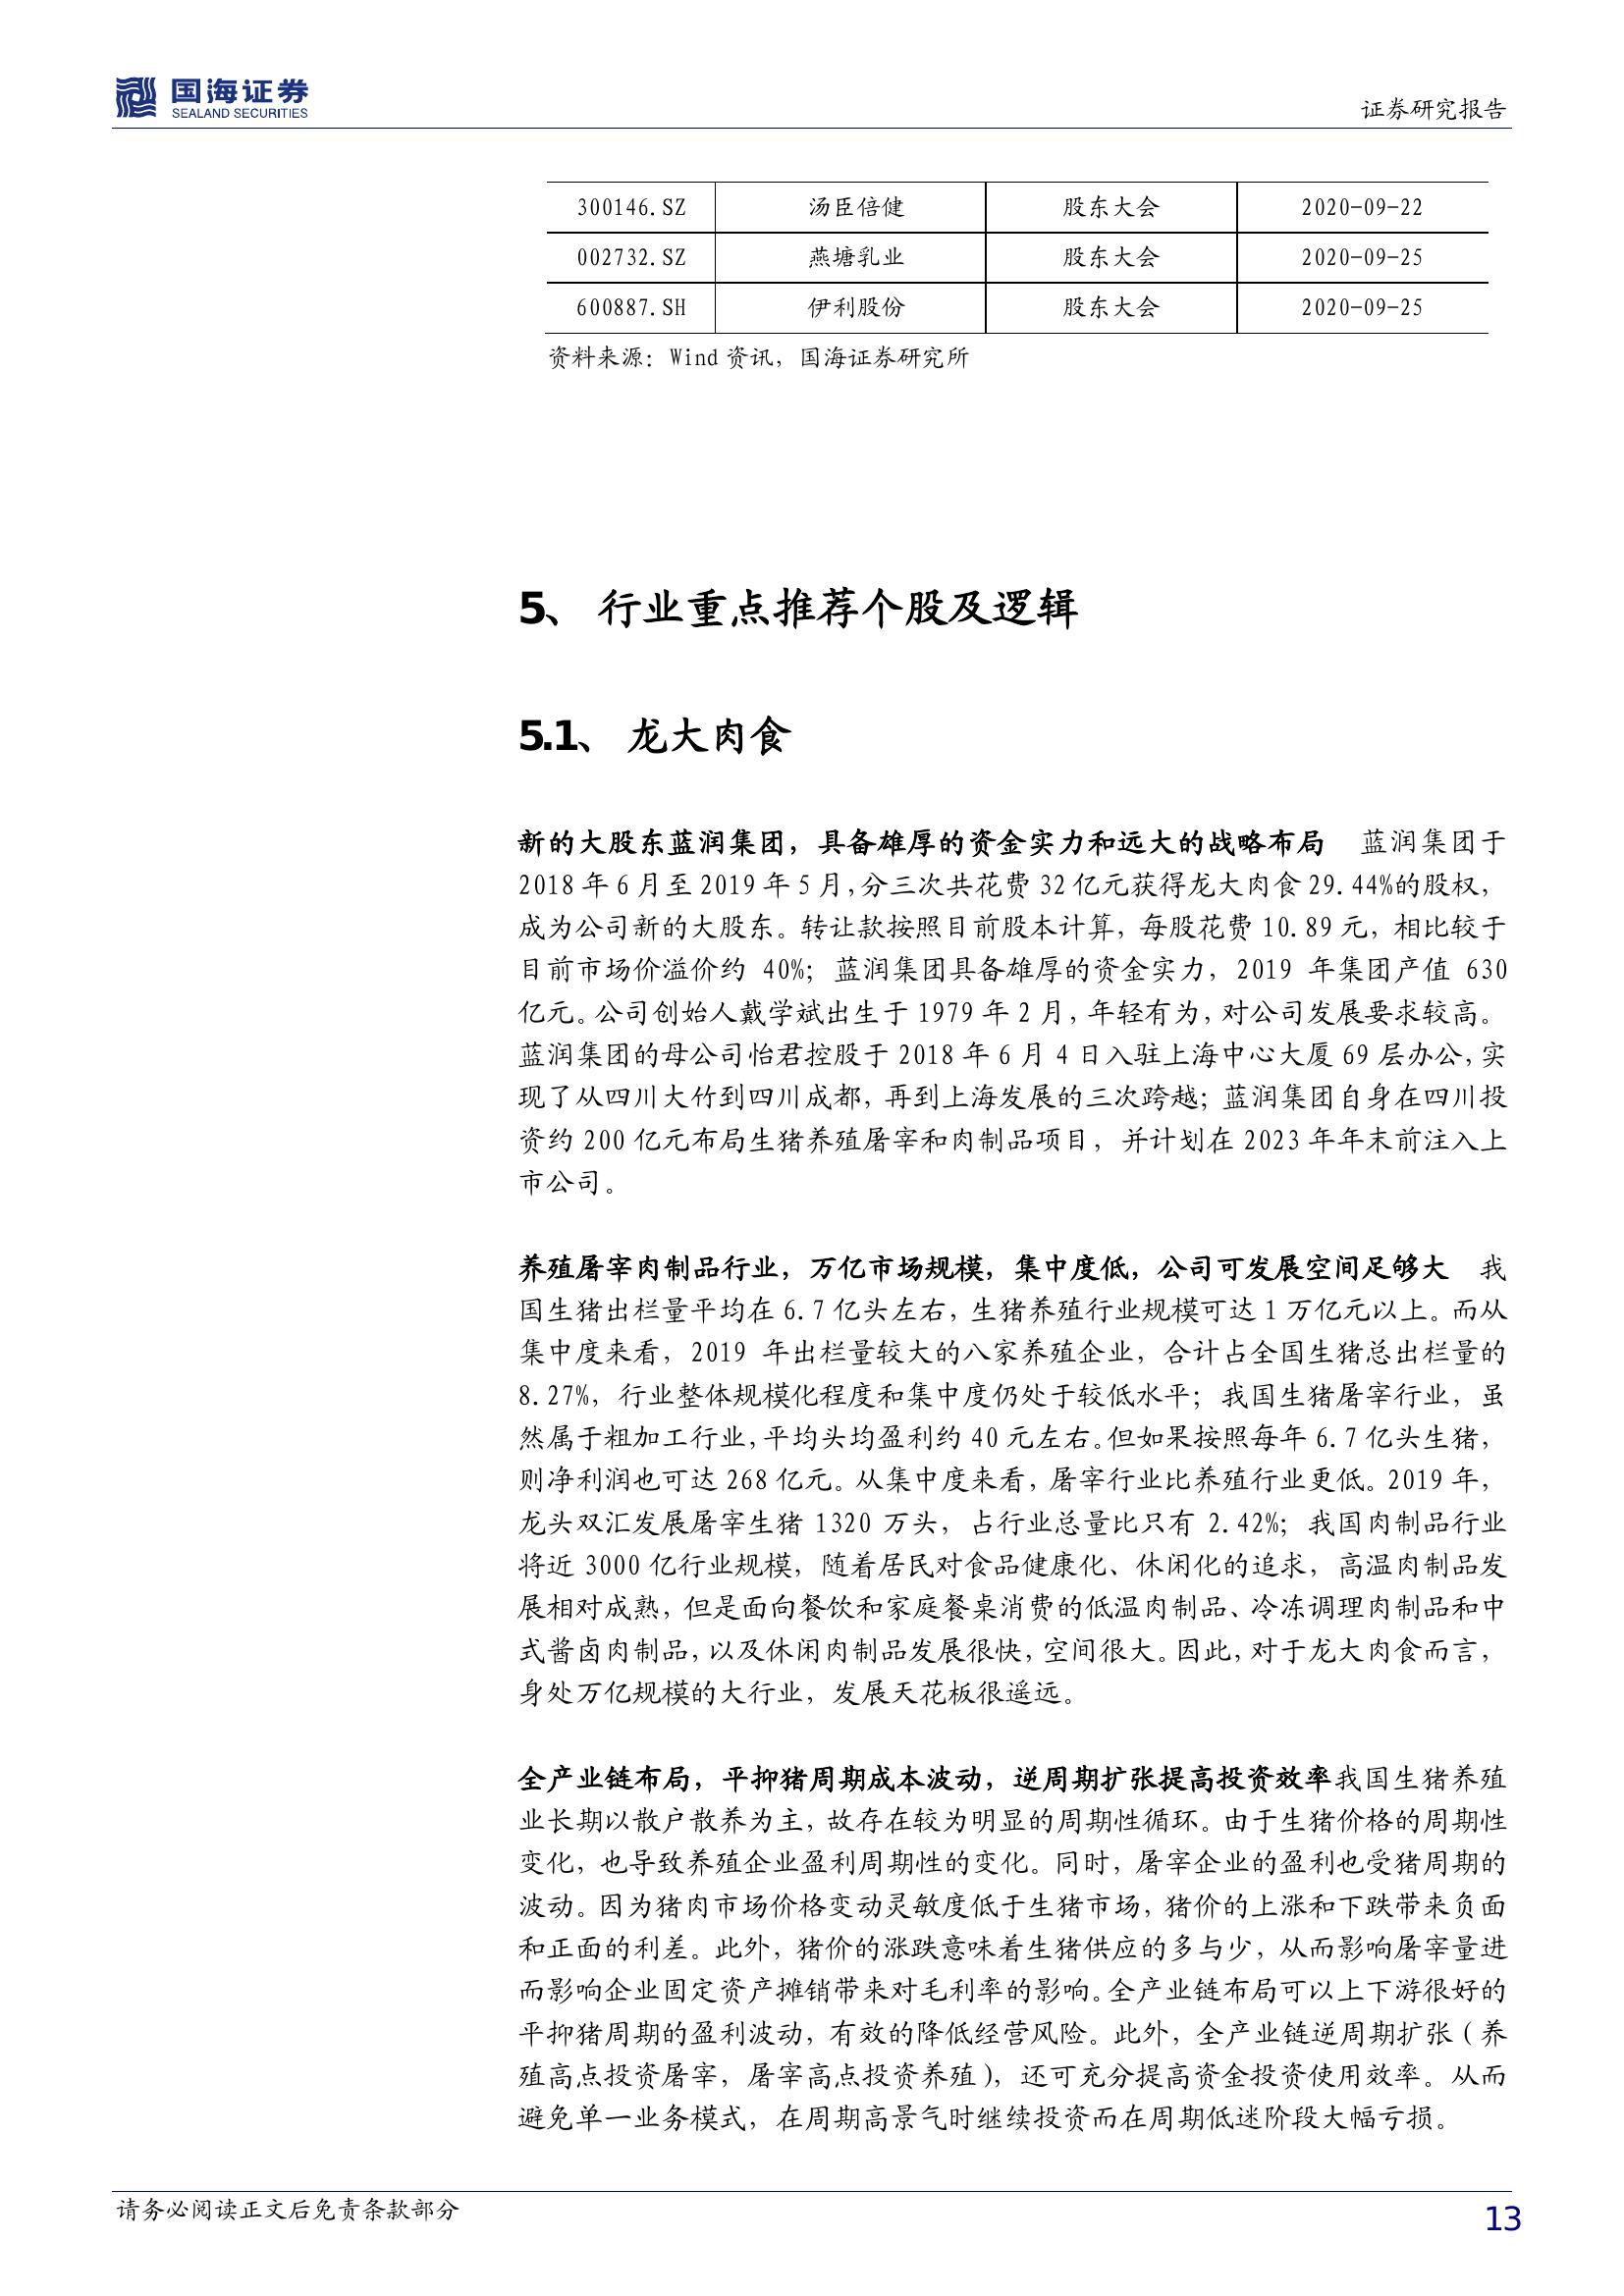 国海证券
SEALAND SECURITIES
证券研究报告
300146.SZ 汤臣倍健 股东大会 2020-09-22
002732.SZ 燕塘乳业 股东大会 2020-09-25
600887.SH 伊利股份 股东大会 2020-09-25
资料来源：Wind 资讯，国海证券研究所
5、 行业重点推荐个股及逻辑
5.1、 龙大肉食
新的大股东蓝润集团，具备雄厚的资金实力和远大的战略布局 蓝润集团于
2018 年 6 月至 2019 年 5 月，分三次共花费 32 亿元获得龙大肉食 29.44%的股权，
成为公司新的大股东。转让款按照目前股本计算，每股花费 10.89 元，相比较于
目前市场价溢价约 40%；蓝润集团具备雄厚的资金实力，2019 年集团产值 630
亿元。公司创始人戴学斌出生于 1979 年 2 月，年轻有为，对公司发展要求较高。
蓝润集团的母公司怡君控股于 2018 年 6 月 4 日入驻上海中心大厦 69 层办公，实
现了从四川大竹到四川成都，再到上海发展的三次跨越；蓝润集团自身在四川投
资约 200 亿元布局生猪养殖屠宰和肉制品项目，并计划在 2023 年年末前注入上
市公司。
养殖屠宰肉制品行业，万亿市场规模，集中度低，公司可发展空间足够大 我
国生猪出栏量平均在 6.7 亿头左右，生猪养殖行业规模可达 1 万亿元以上。而从
集中度来看，2019 年出栏量较大的八家养殖企业，合计占全国生猪总出栏量的
8.27%，行业整体规模化程度和集中度仍处于较低水平；我国生猪屠宰行业，虽
然属于粗加工行业，平均头均盈利约 40 元左右。但如果按照每年 6.7 亿头生猪，
则净利润也可达 268 亿元。从集中度来看，屠宰行业比养殖行业更低。2019 年，
龙头双汇发展屠宰生猪 1320 万头，占行业总量比只有 2.42%；我国肉制品行业
将近 3000 亿行业规模，随着居民对食品健康化、休闲化的追求，高温肉制品发
展相对成熟，但是面向餐饮和家庭餐桌消费的低温肉制品、冷冻调理肉制品和中
式酱卤肉制品，以及休闲肉制品发展很快，空间很大。因此，对于龙大肉食而言，
身处万亿规模的大行业，发展天花板很遥远。
全产业链布局，平抑猪周期成本波动，逆周期扩张提高投资效率我国生猪养殖
业长期以散户散养为主，故存在较为明显的周期性循环。由于生猪价格的周期性
变化，也导致养殖企业盈利周期性的变化。同时，屠宰企业的盈利也受猪周期的
波动。因为猪肉市场价格变动灵敏度低于生猪市场，猪价的上涨和下跌带来负面
和正面的利差。此外，猪价的涨跌意味着生猪供应的多与少，从而影响屠宰量进
而影响企业固定资产摊销带来对毛利率的影响。全产业链布局可以上下游很好的
平抑猪周期的盈利波动，有效的降低经营风险。此外，全产业链逆周期扩张（养
殖高点投资屠宰，屠宰高点投资养殖），还可充分提高资金投资使用效率。从而
避免单一业务模式，在周期高景气时继续投资而在周期低迷阶段大幅亏损。
请务必阅读正文后免责条款部分
13